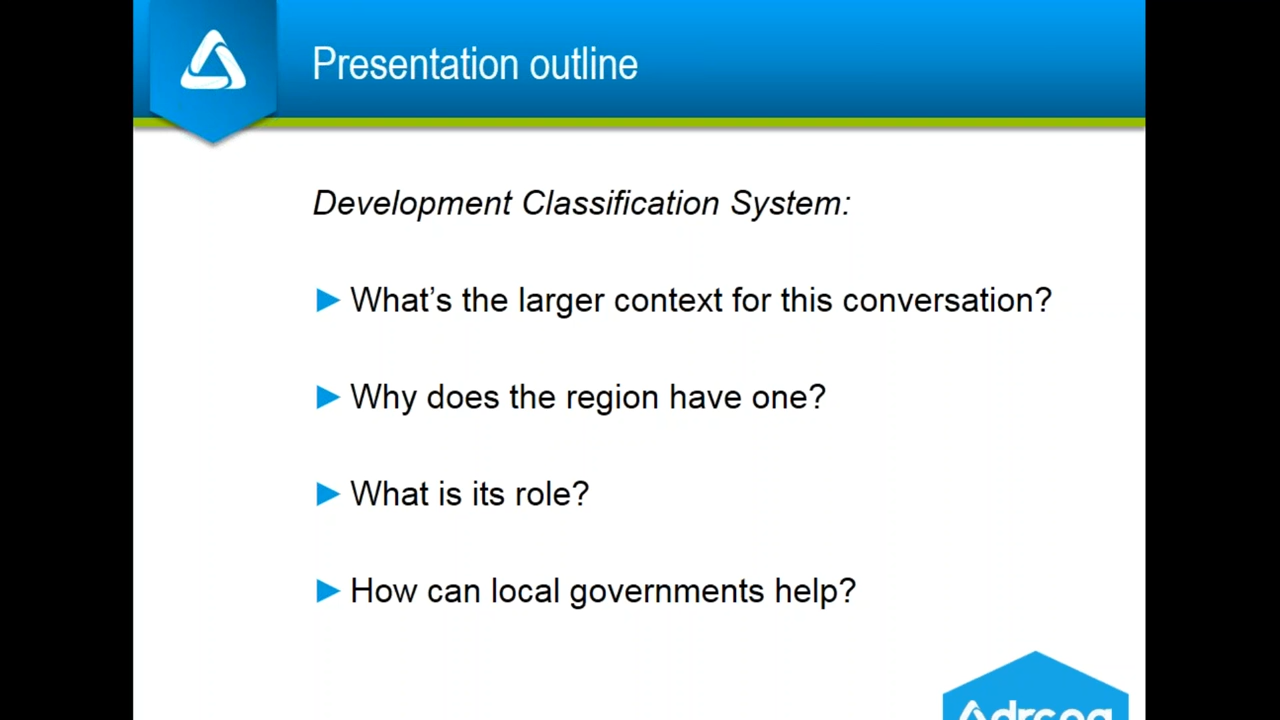 Presentation outline
Development Classification System:
What’s the larger context for this conversation?
Why does the region have one?
What is its role?
How can local governments help?
drcog